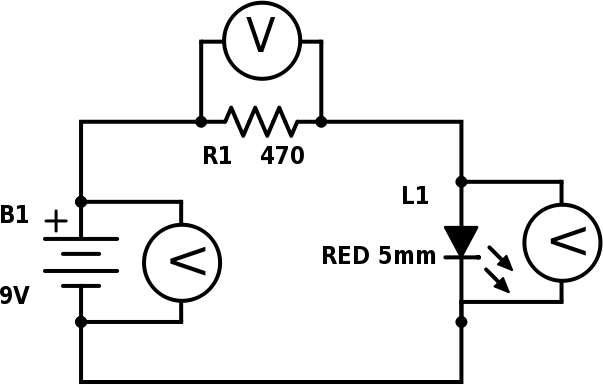 V
R1 470
L1
B1 +
V
V
RED 5mm
9V